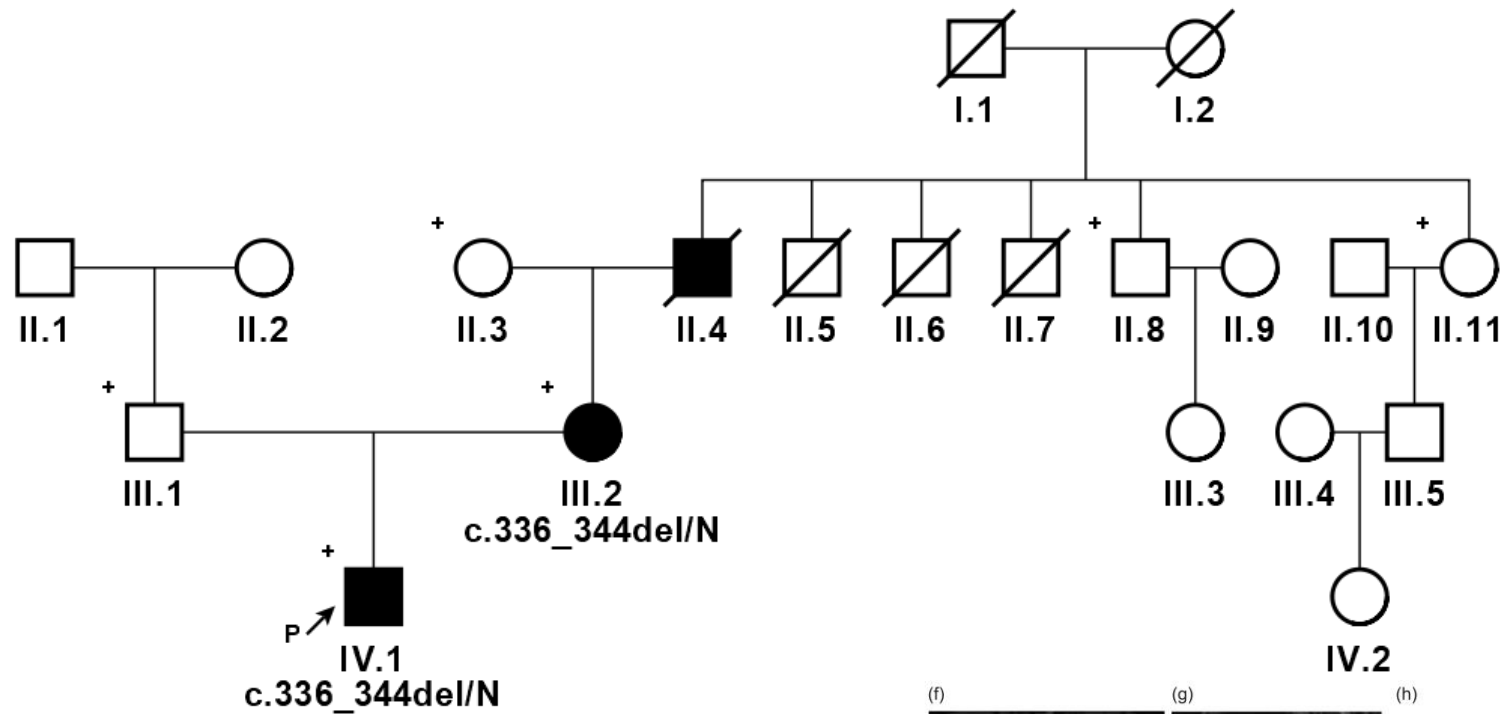 I.1 I.2
+ + +
II.1 II.2 II.3 II.4 II.5 II.6 II.7 II.8 II.9 II.10 II.11
+ +
III.1 III.2 III.3 III.4 III.5
c.336_344del/N
+
P
IV.1 IV.2
c.336_344del/N
(f) (g) (h)